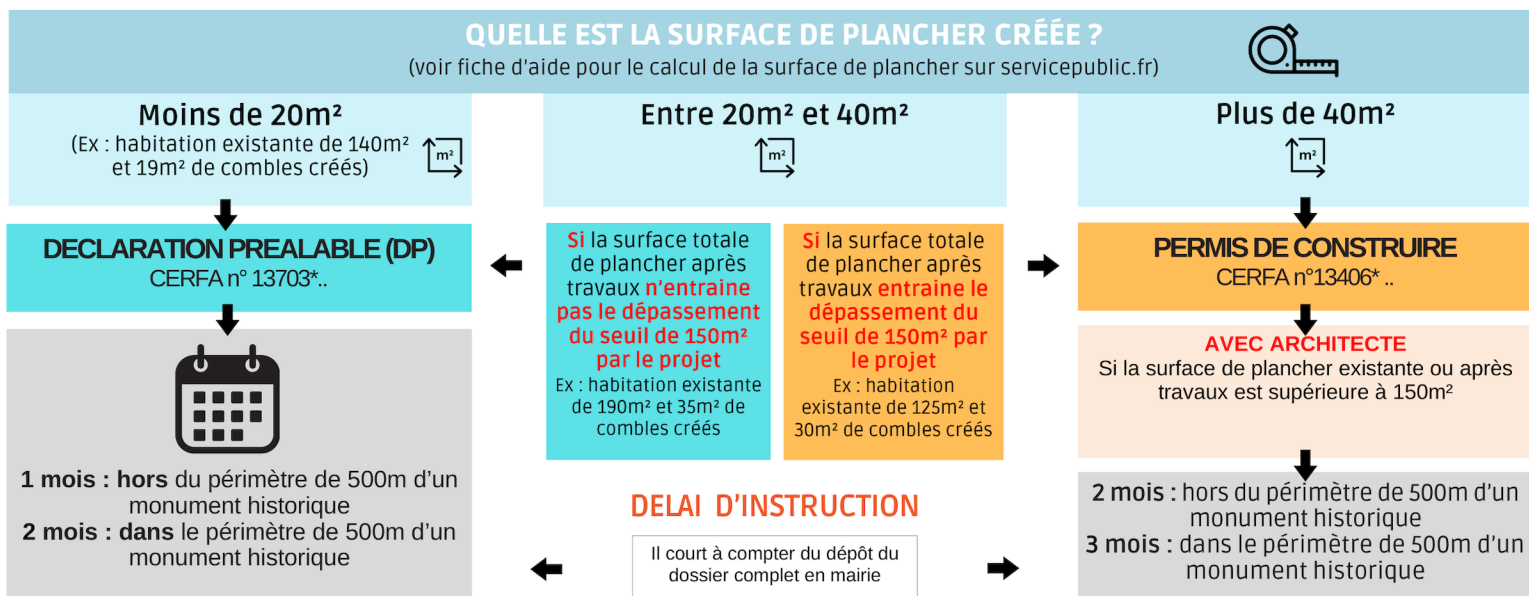 QUELLE EST LA SURFACE DE PLANCHER CRÉÉE ?
(voir fiche d'aide pour le calcul de la surface de plancher sur servicepublic.fr)
Moins de 20m²
(Ex : habitation existante de 140m²
et 19m² de combles créés)
m²
DECLARATION PREALABLE (DP)
CERFA n° 13703*..
1 mois : hors du périmètre de 500m d'un
monument historique
2 mois : dans le périmètre de 500m d'un
monument historique
Entre 20m² et 40m²
m²
Si la surface totale
de plancher après
travaux n'entraine
pas le dépassement
du seuil de 150m²
par le projet
Ex : habitation existante
de 190m² et 35m² de
combles créés
Si la surface totale
de plancher après
travaux entraine le
dépassement du
seuil de 150m² par
le projet
Ex : habitation
existante de 125m² et
30m² de combles créés
DELAI D'INSTRUCTION
Il court à compter du dépôt du
dossier complet en mairie
Plus de 40m²
m²
PERMIS DE CONSTRUIRE
CERFA n°13406* ..
AVEC ARCHITECTE
Si la surface de plancher existante ou après
travaux est supérieure à 150m²
2 mois : hors du périmètre de 500m d'un
monument historique
3 mois : dans le périmètre de 500m d'un
monument historique